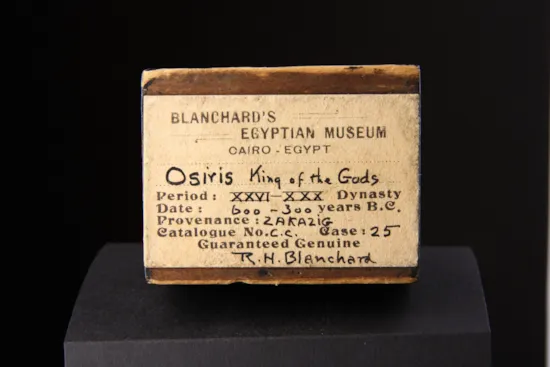 BLANCHARD'S
EGYPTIAN MUSEUM
CAIRO - EGYPT
Osiris King of the Gods
Period: XXVI-XXX Dynasty
Date: 600-300 years B.C.
Provenance: ZAKAZIG
Catalogue No. C.C. Case: 25
Guaranteed Genuine
R.H. Blanchard